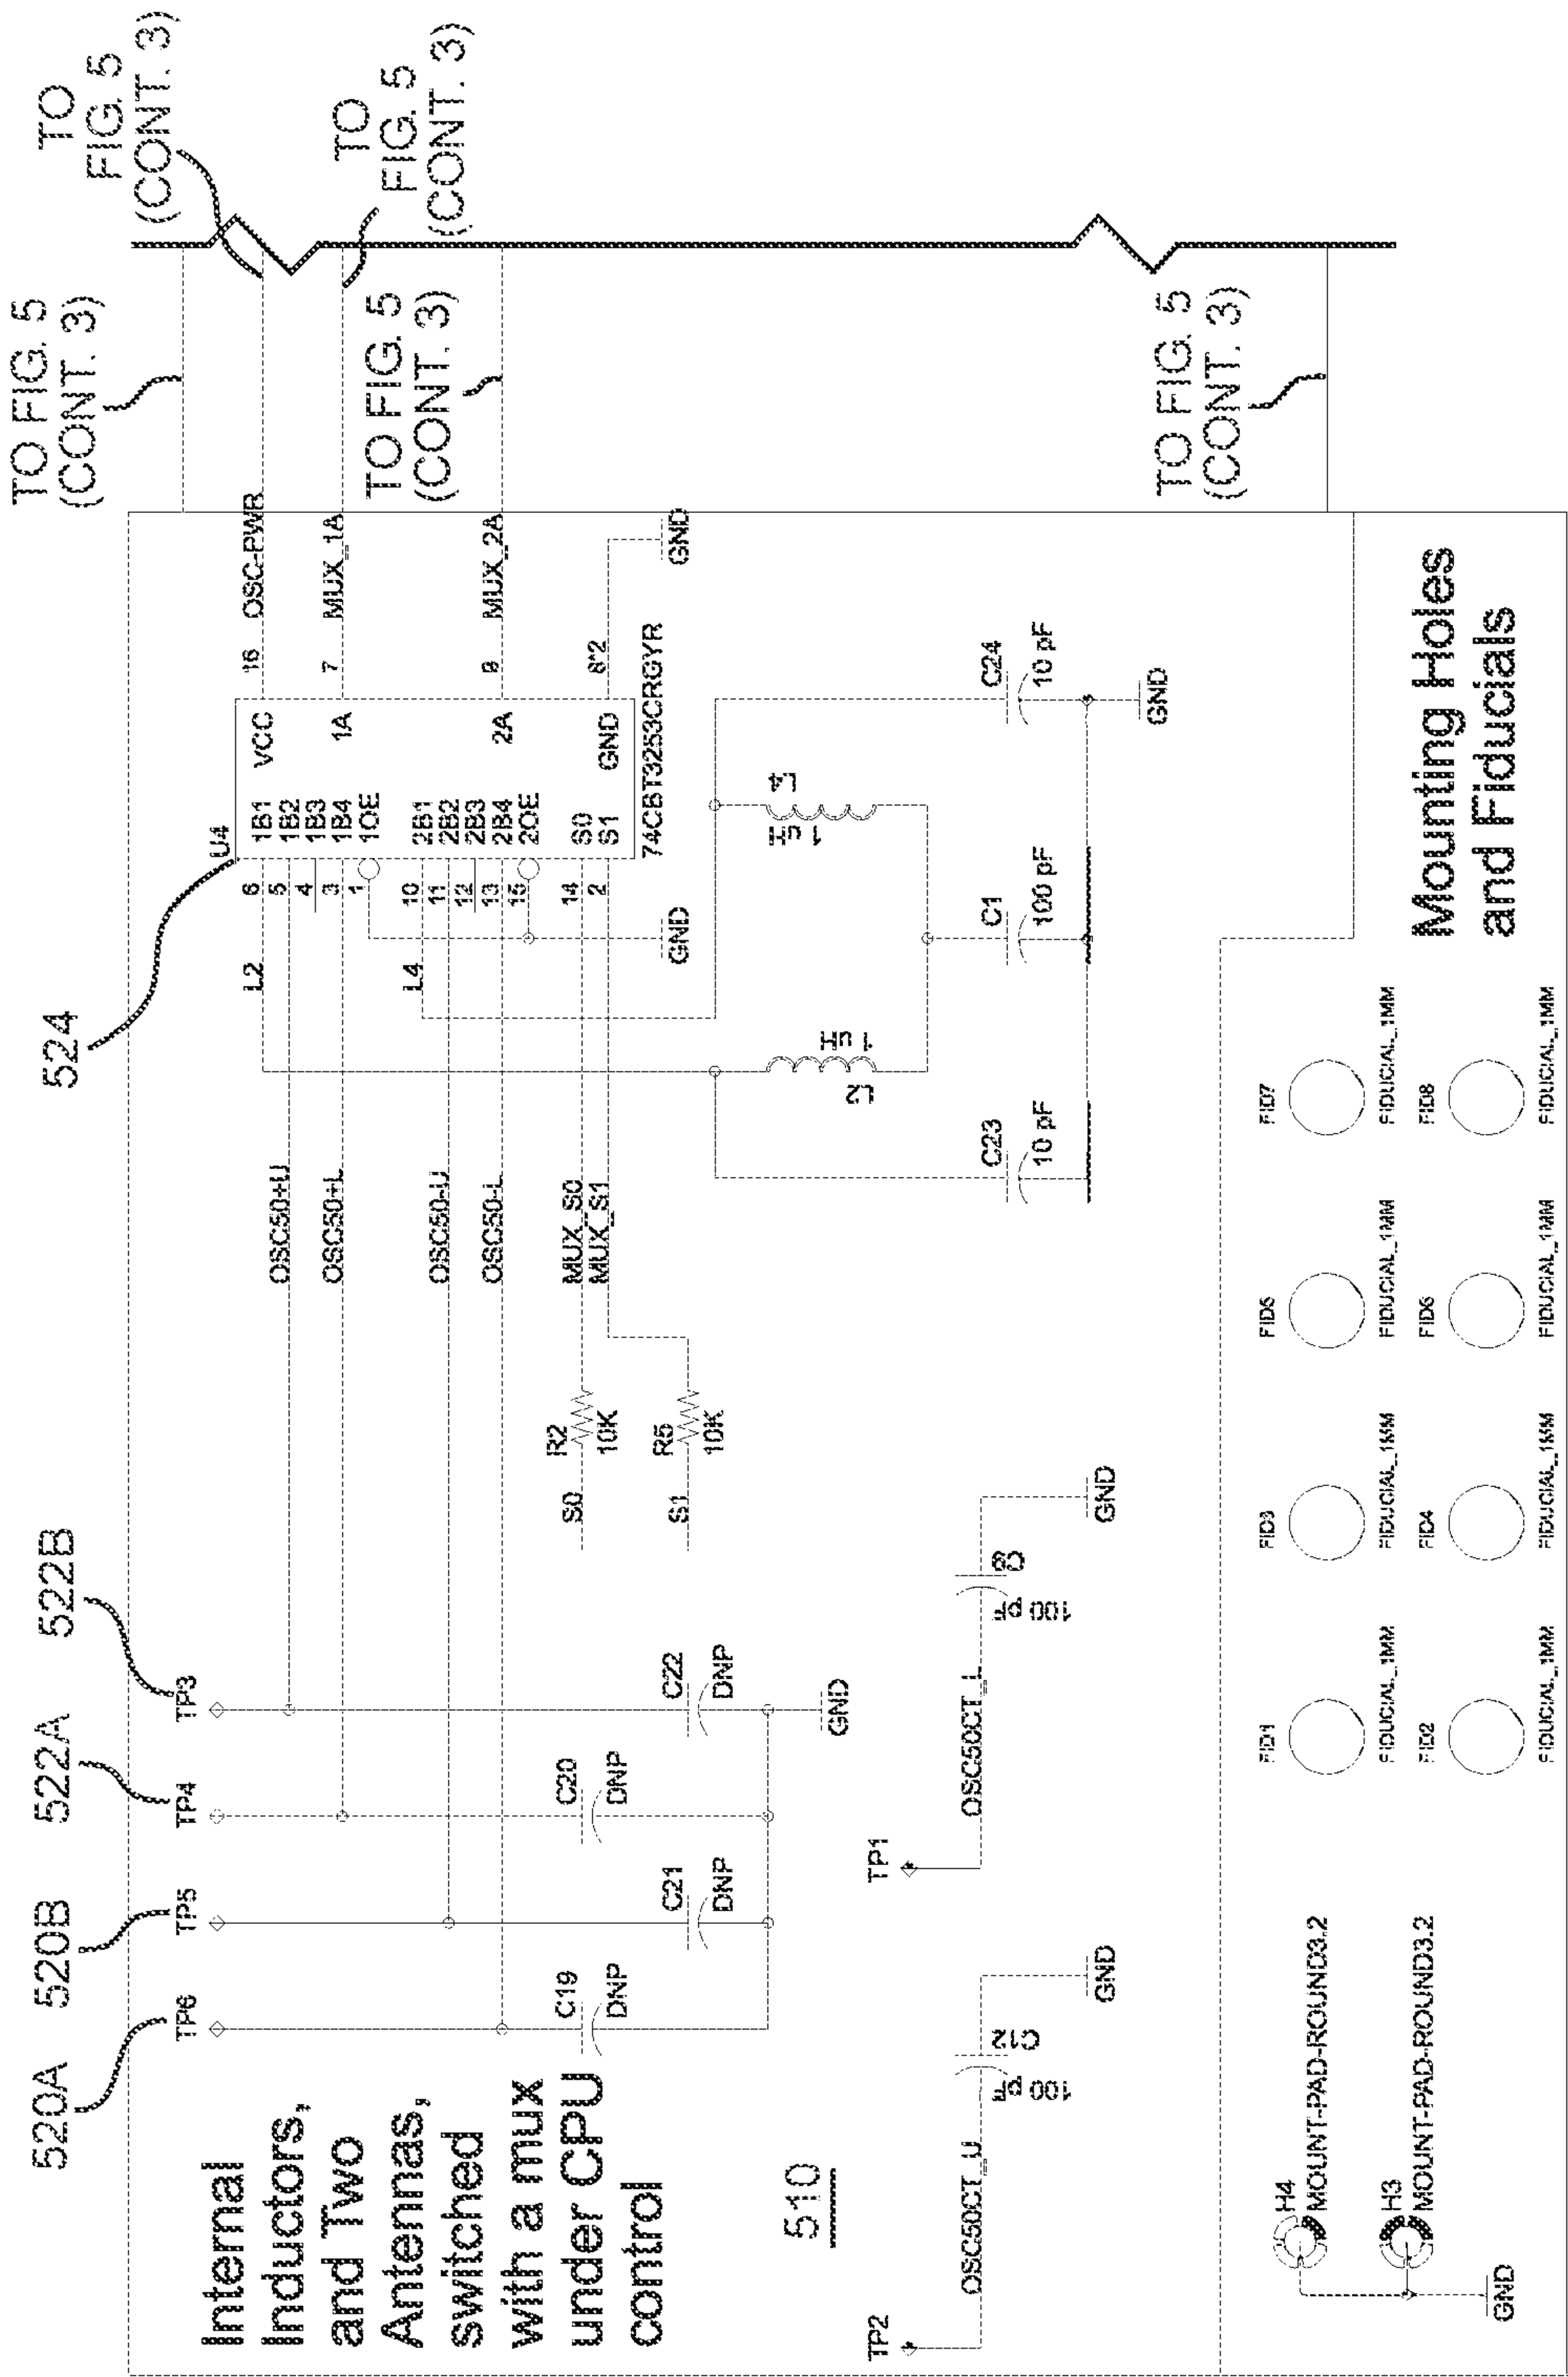 TO FIG. 5
(CONT. 3)
TO
FIG. 5
(CONT. 3)
TO
FIG. 5
(CONT. 3)
TO FIG. 5
(CONT. 3)
TO FIG. 5
(CONT. 3)
520A
520B
522A
522B
524
TP6
TP5
TP4
TP3
Internal
Inductors,
and Two
Antennas,
switched
with a mux
under CPU
control
510
C19
DNP
C21
DNP
C20
DNP
C22
DNP
GND
OSC50+U
OSC50+L
OSC50-U
OSC50-L
MUX_S0
MUX_S1
S0
R2
10K
S1
R5
10K
L2
L4
GND
U4
6
5
4
3
1
10
11
12
13
15
14
2
1B1
1B2
1B3
1B4
1OE
2B1
2B2
2B3
2B4
2OE
S0
S1
VCC
1A
2A
GND
74CBT3253CRGYR
16 OSC-PWR
7 MUX_1A
9 MUX_2A
8*2
GND
L2
1 uH
L4
1 uH
C23
10 pF
C1
100 pF
C24
10 pF
GND
TP2
OSC50CT_U
C12
100 pF
GND
TP1
OSC50CT_L
100 pF
GND
H4
MOUNT-PAD-ROUND3.2
H3
MOUNT-PAD-ROUND3.2
GND
FID1
FIDUCIAL_1MM
FID3
FIDUCIAL_1MM
FID5
FIDUCIAL_1MM
FID7
FIDUCIAL_1MM
FID2
FIDUCIAL_1MM
FID4
FIDUCIAL_1MM
FID6
FIDUCIAL_1MM
FID8
FIDUCIAL_1MM
Mounting Holes
and Fiducials